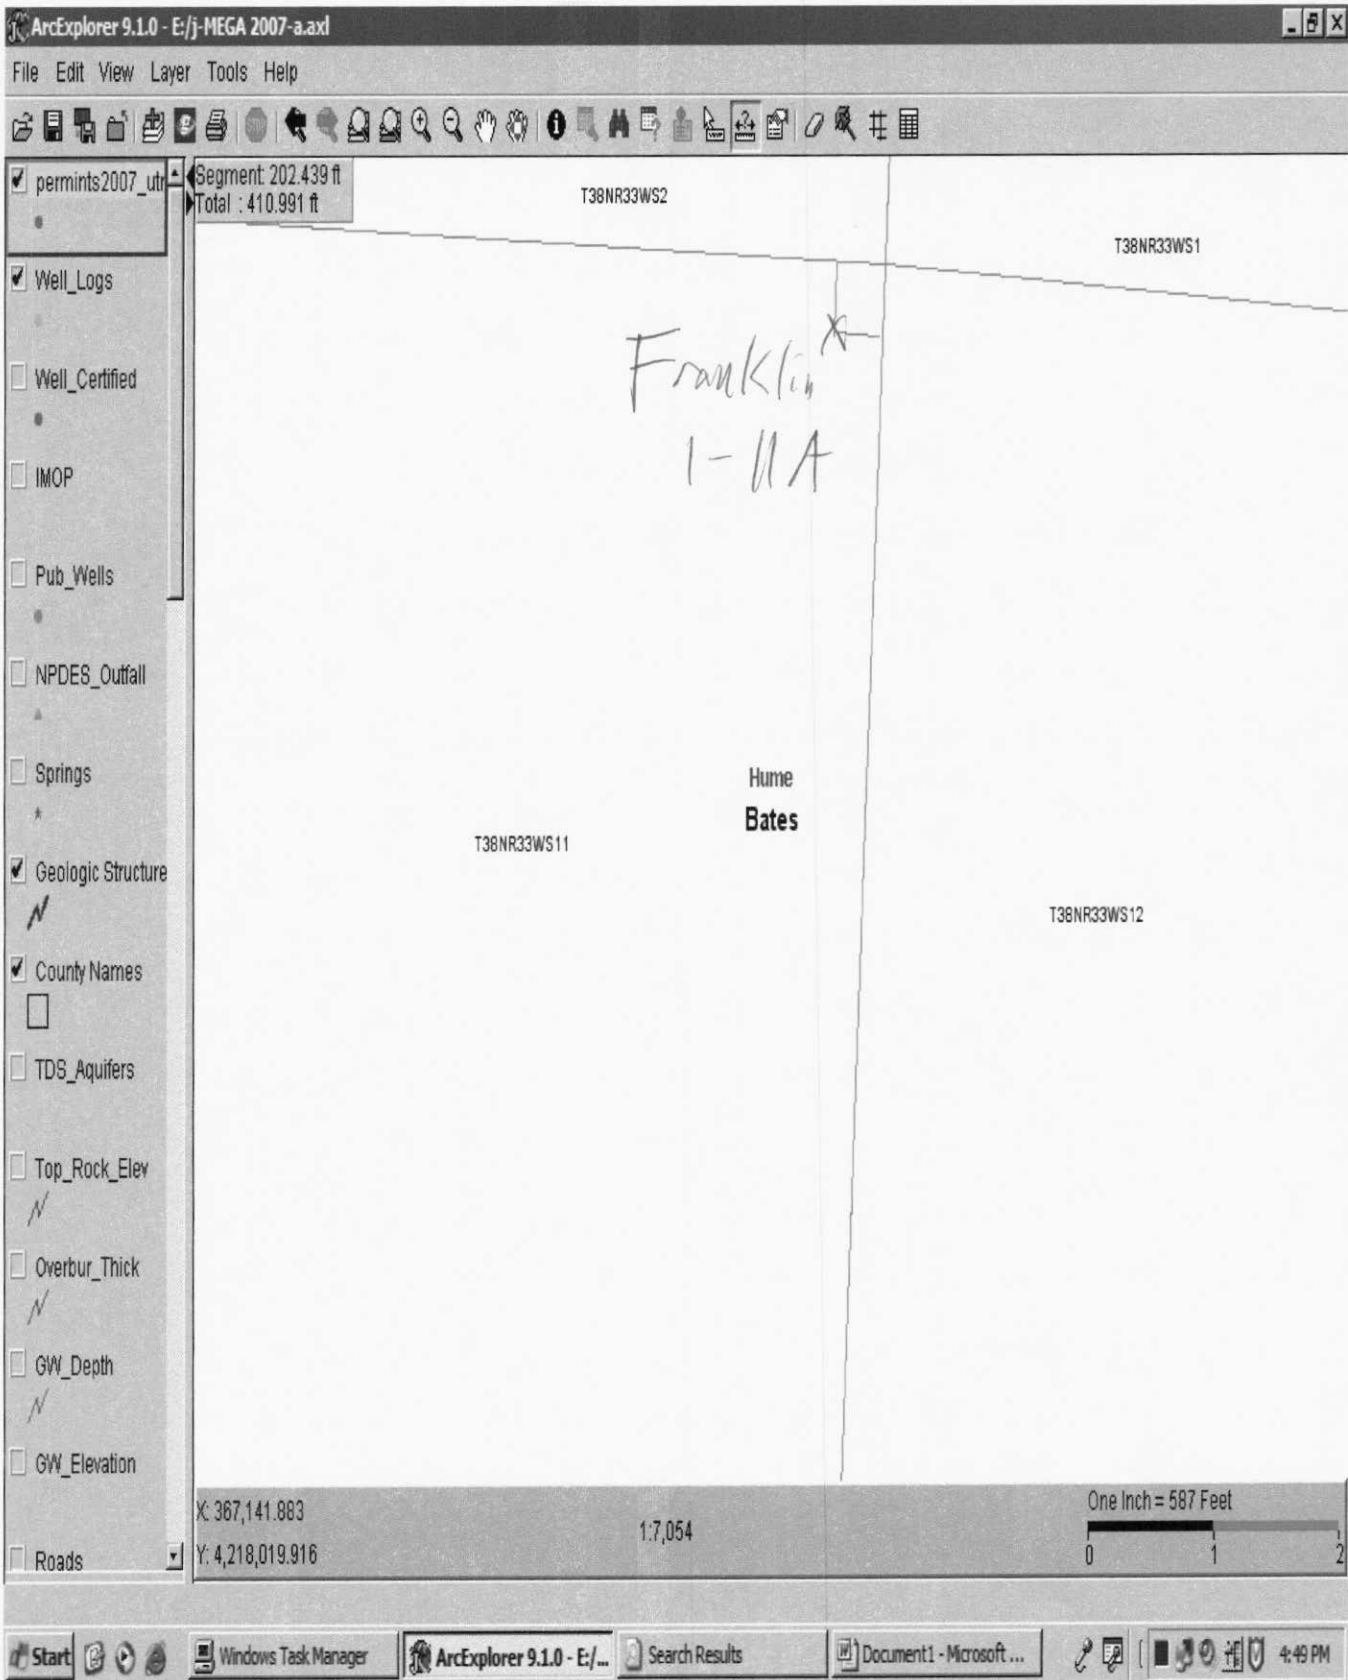 ArcExplorer 9.1.0 - E:/j-MEGA 2007-a.axl
File Edit View Layer Tools Help
permints2007_utm
Segment: 202.439 ft
Total : 410.991 ft
T38NR33WS2
T38NR33WS1
Well_Logs
Franklin
1-11A
Well_Certified
IMOP
Pub_Wells
NPDES_Outfall
Springs
Hume
Bates
T38NR33WS11
Geologic Structure
T38NR33WS12
County Names
TDS_Aquifers
Top_Rock_Elev
Overbur_Thick
GW_Depth
GW_Elevation
Roads
X: 367,141.883
Y: 4,218,019.916
1:7,054
One Inch = 587 Feet
0 1 2
Start Windows Task Manager ArcExplorer 9.1.0 - E:/... Search Results Document1 - Microsoft ... 4:49 PM